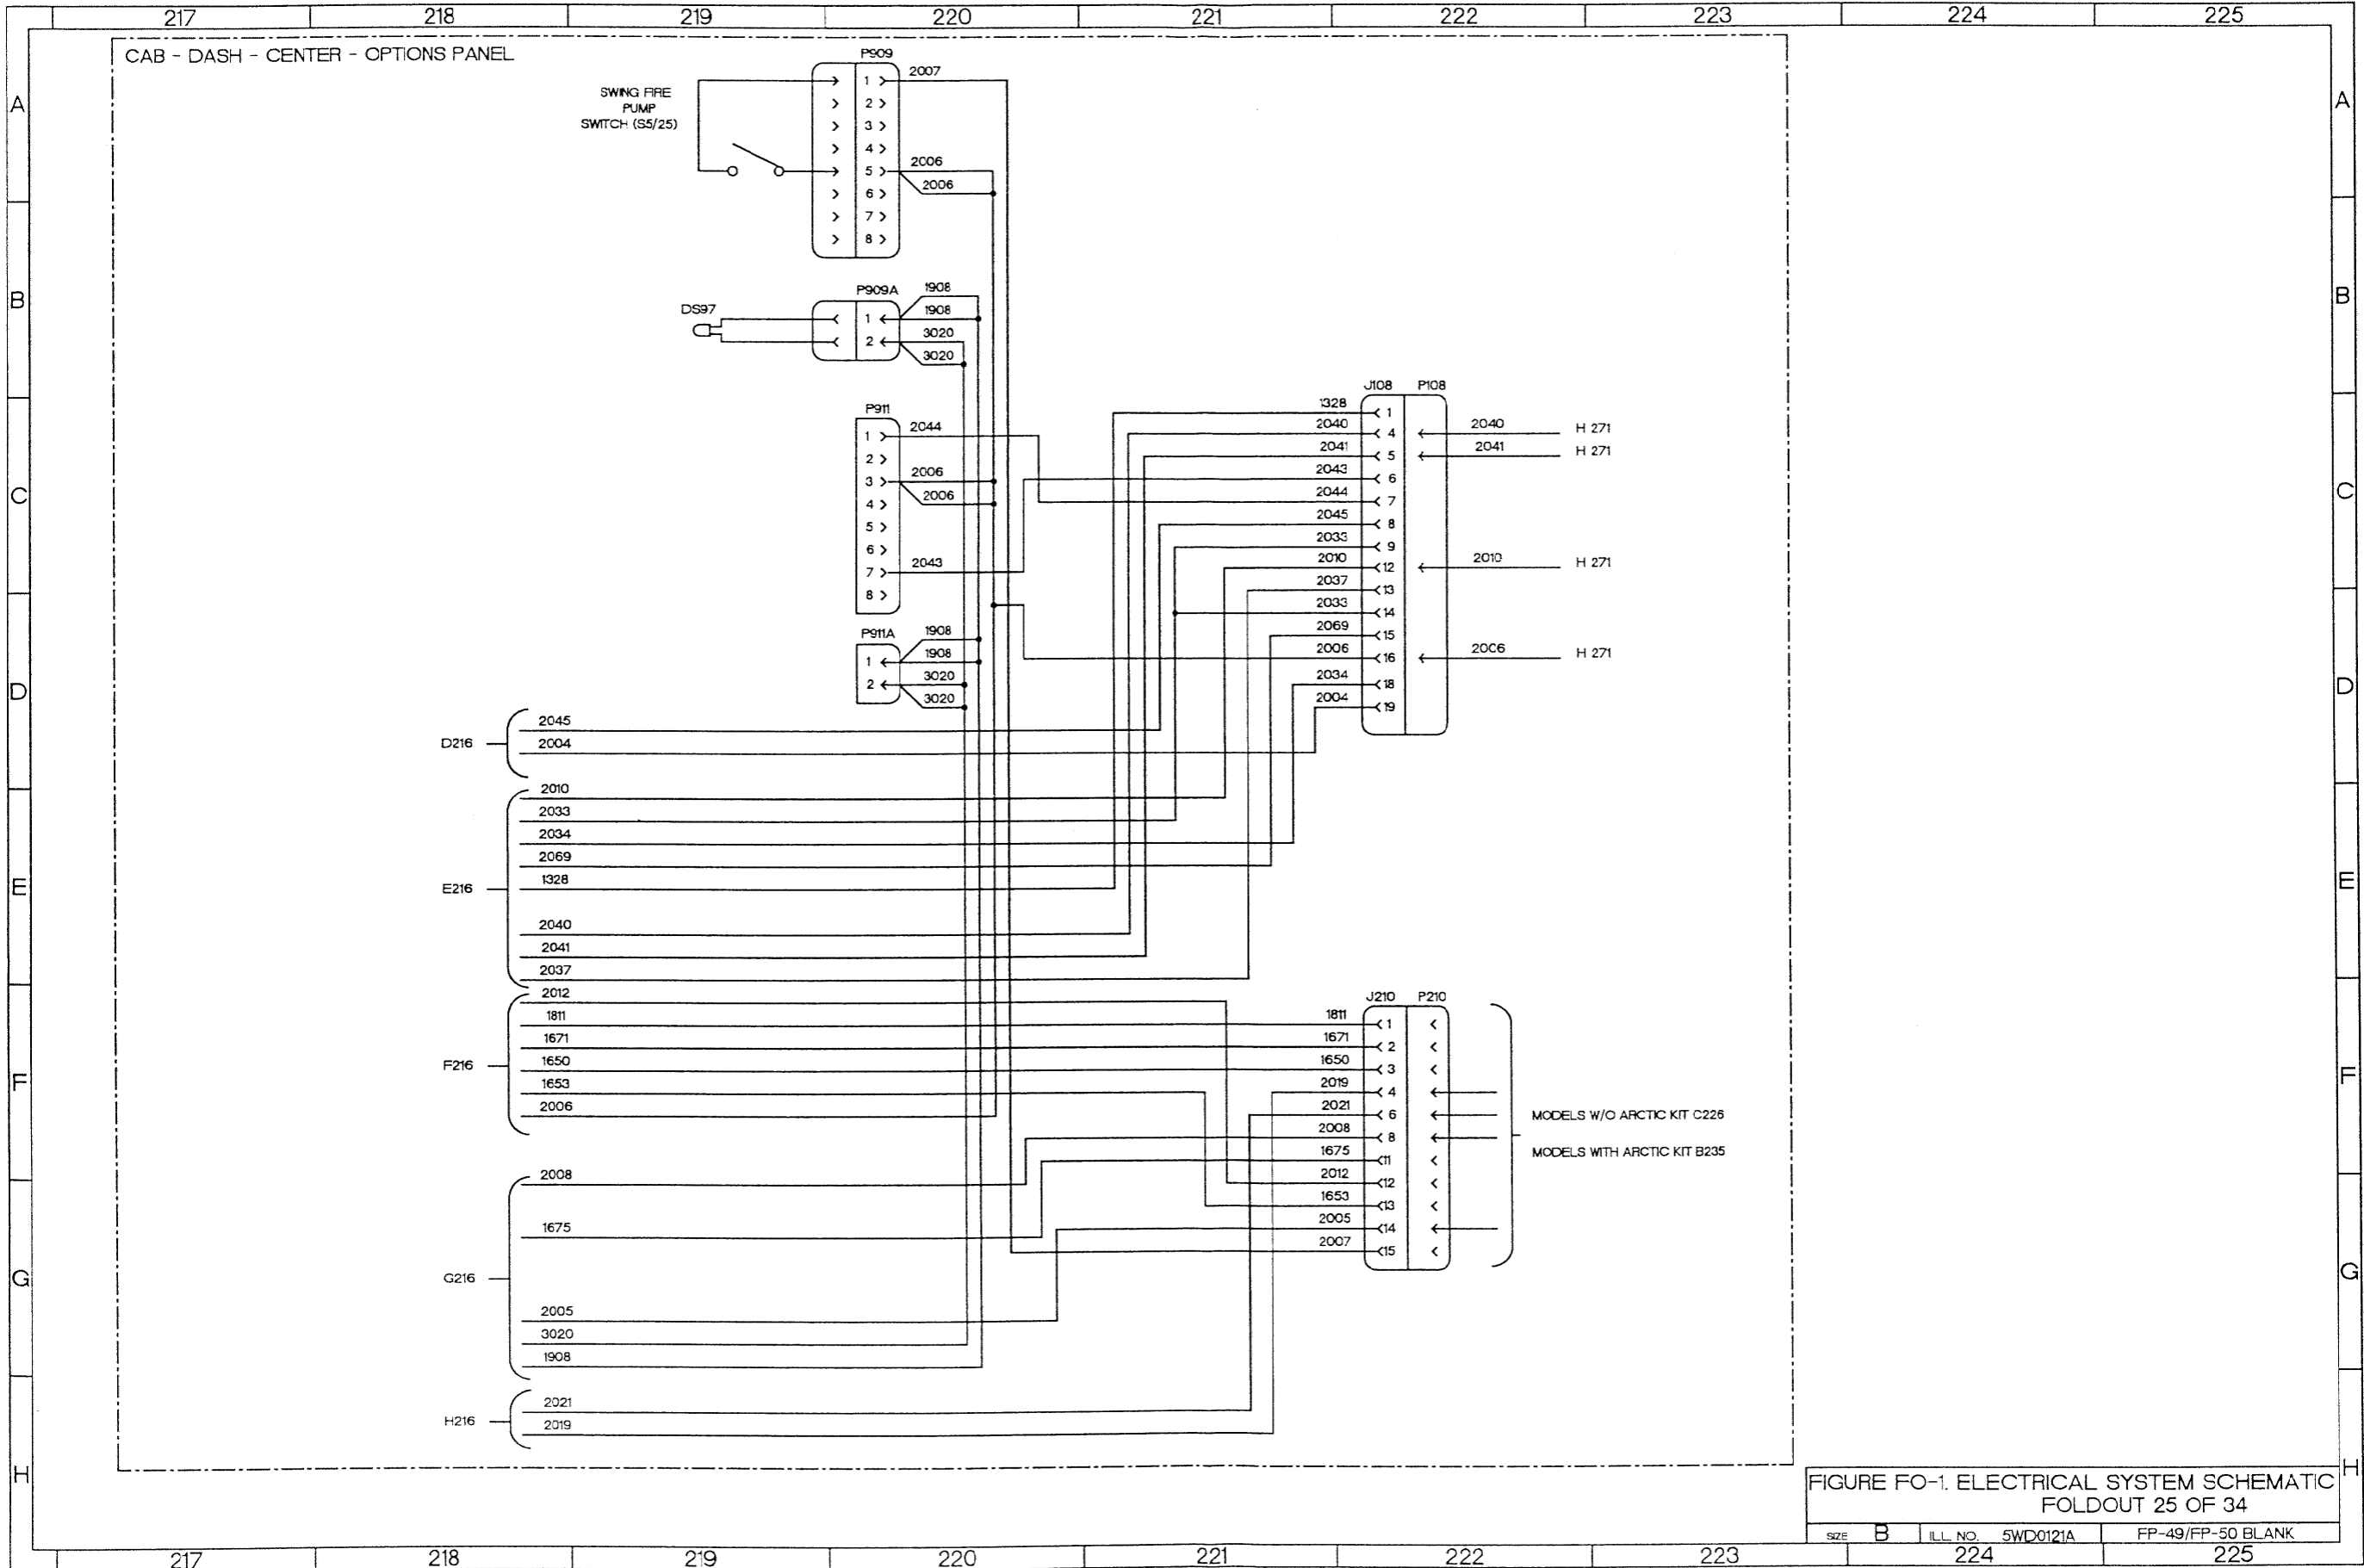 217 218 219 220 221 222 223 224 225
CAB - DASH - CENTER - OPTIONS PANEL
A
A
SWING FIRE
PUMP
SWITCH (S5/25)
P909
1
2
3
4
5
6
7
8
2007
2006
2006
B
B
DS97
P909A
1
2
1908
1908
3020
3020
C
C
P911
1
2
3
4
5
6
7
8
2044
2006
2006
2043
P911A
1
2
1908
1908
3020
3020
J108 P108
1328 1
2040 4 2040 H 271
2041 5 2041 H 271
2043 6
2044 7
2045 8
2033 9
2010 12 2010 H 271
2037 13
2033 14
2069 15
2006 16 2006 H 271
2034 18
2004 19
D
D
D216
2045
2004
E
E
E216
2010
2033
2034
2069
1328
2040
2041
2037
F
F
F216
2012
1811
1671
1650
1653
2006
J210 P210
1811 1
1671 2
1650 3
2019 4
2021 6
2008 8
1675 11
2012 12
1653 13
2005 14
2007 15
MODELS W/O ARCTIC KIT C226
MODELS WITH ARCTIC KIT B235
G
G
G216
2008
1675
2005
3020
1908
H216
2021
2019
H
H
FIGURE FO-1. ELECTRICAL SYSTEM SCHEMATIC
FOLDOUT 25 OF 34
SIZE B ILL. NO. 5WD0121A FP-49/FP-50 BLANK
217 218 219 220 221 222 223 224 225